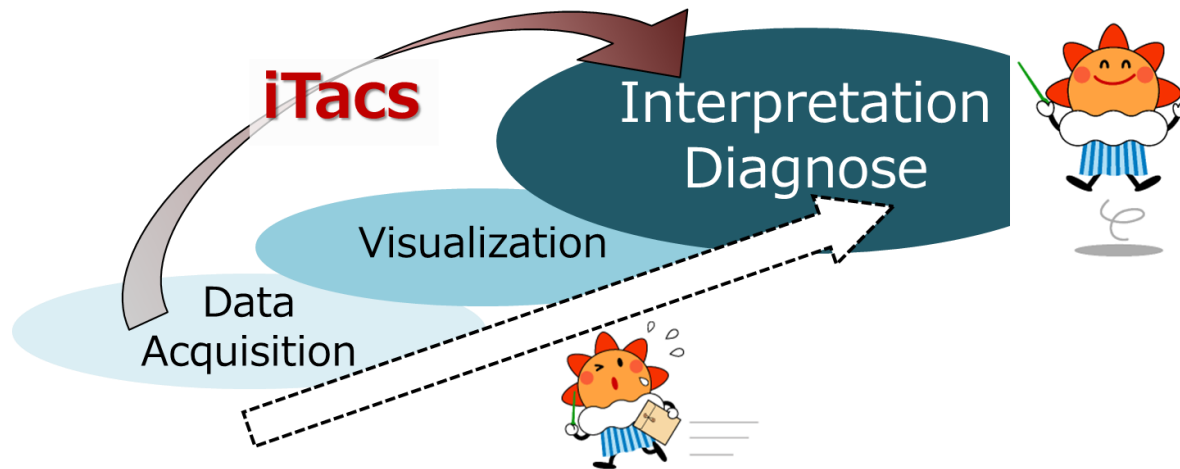 iTacs
Interpretation
Diagnose
Visualization
Data
Acquisition